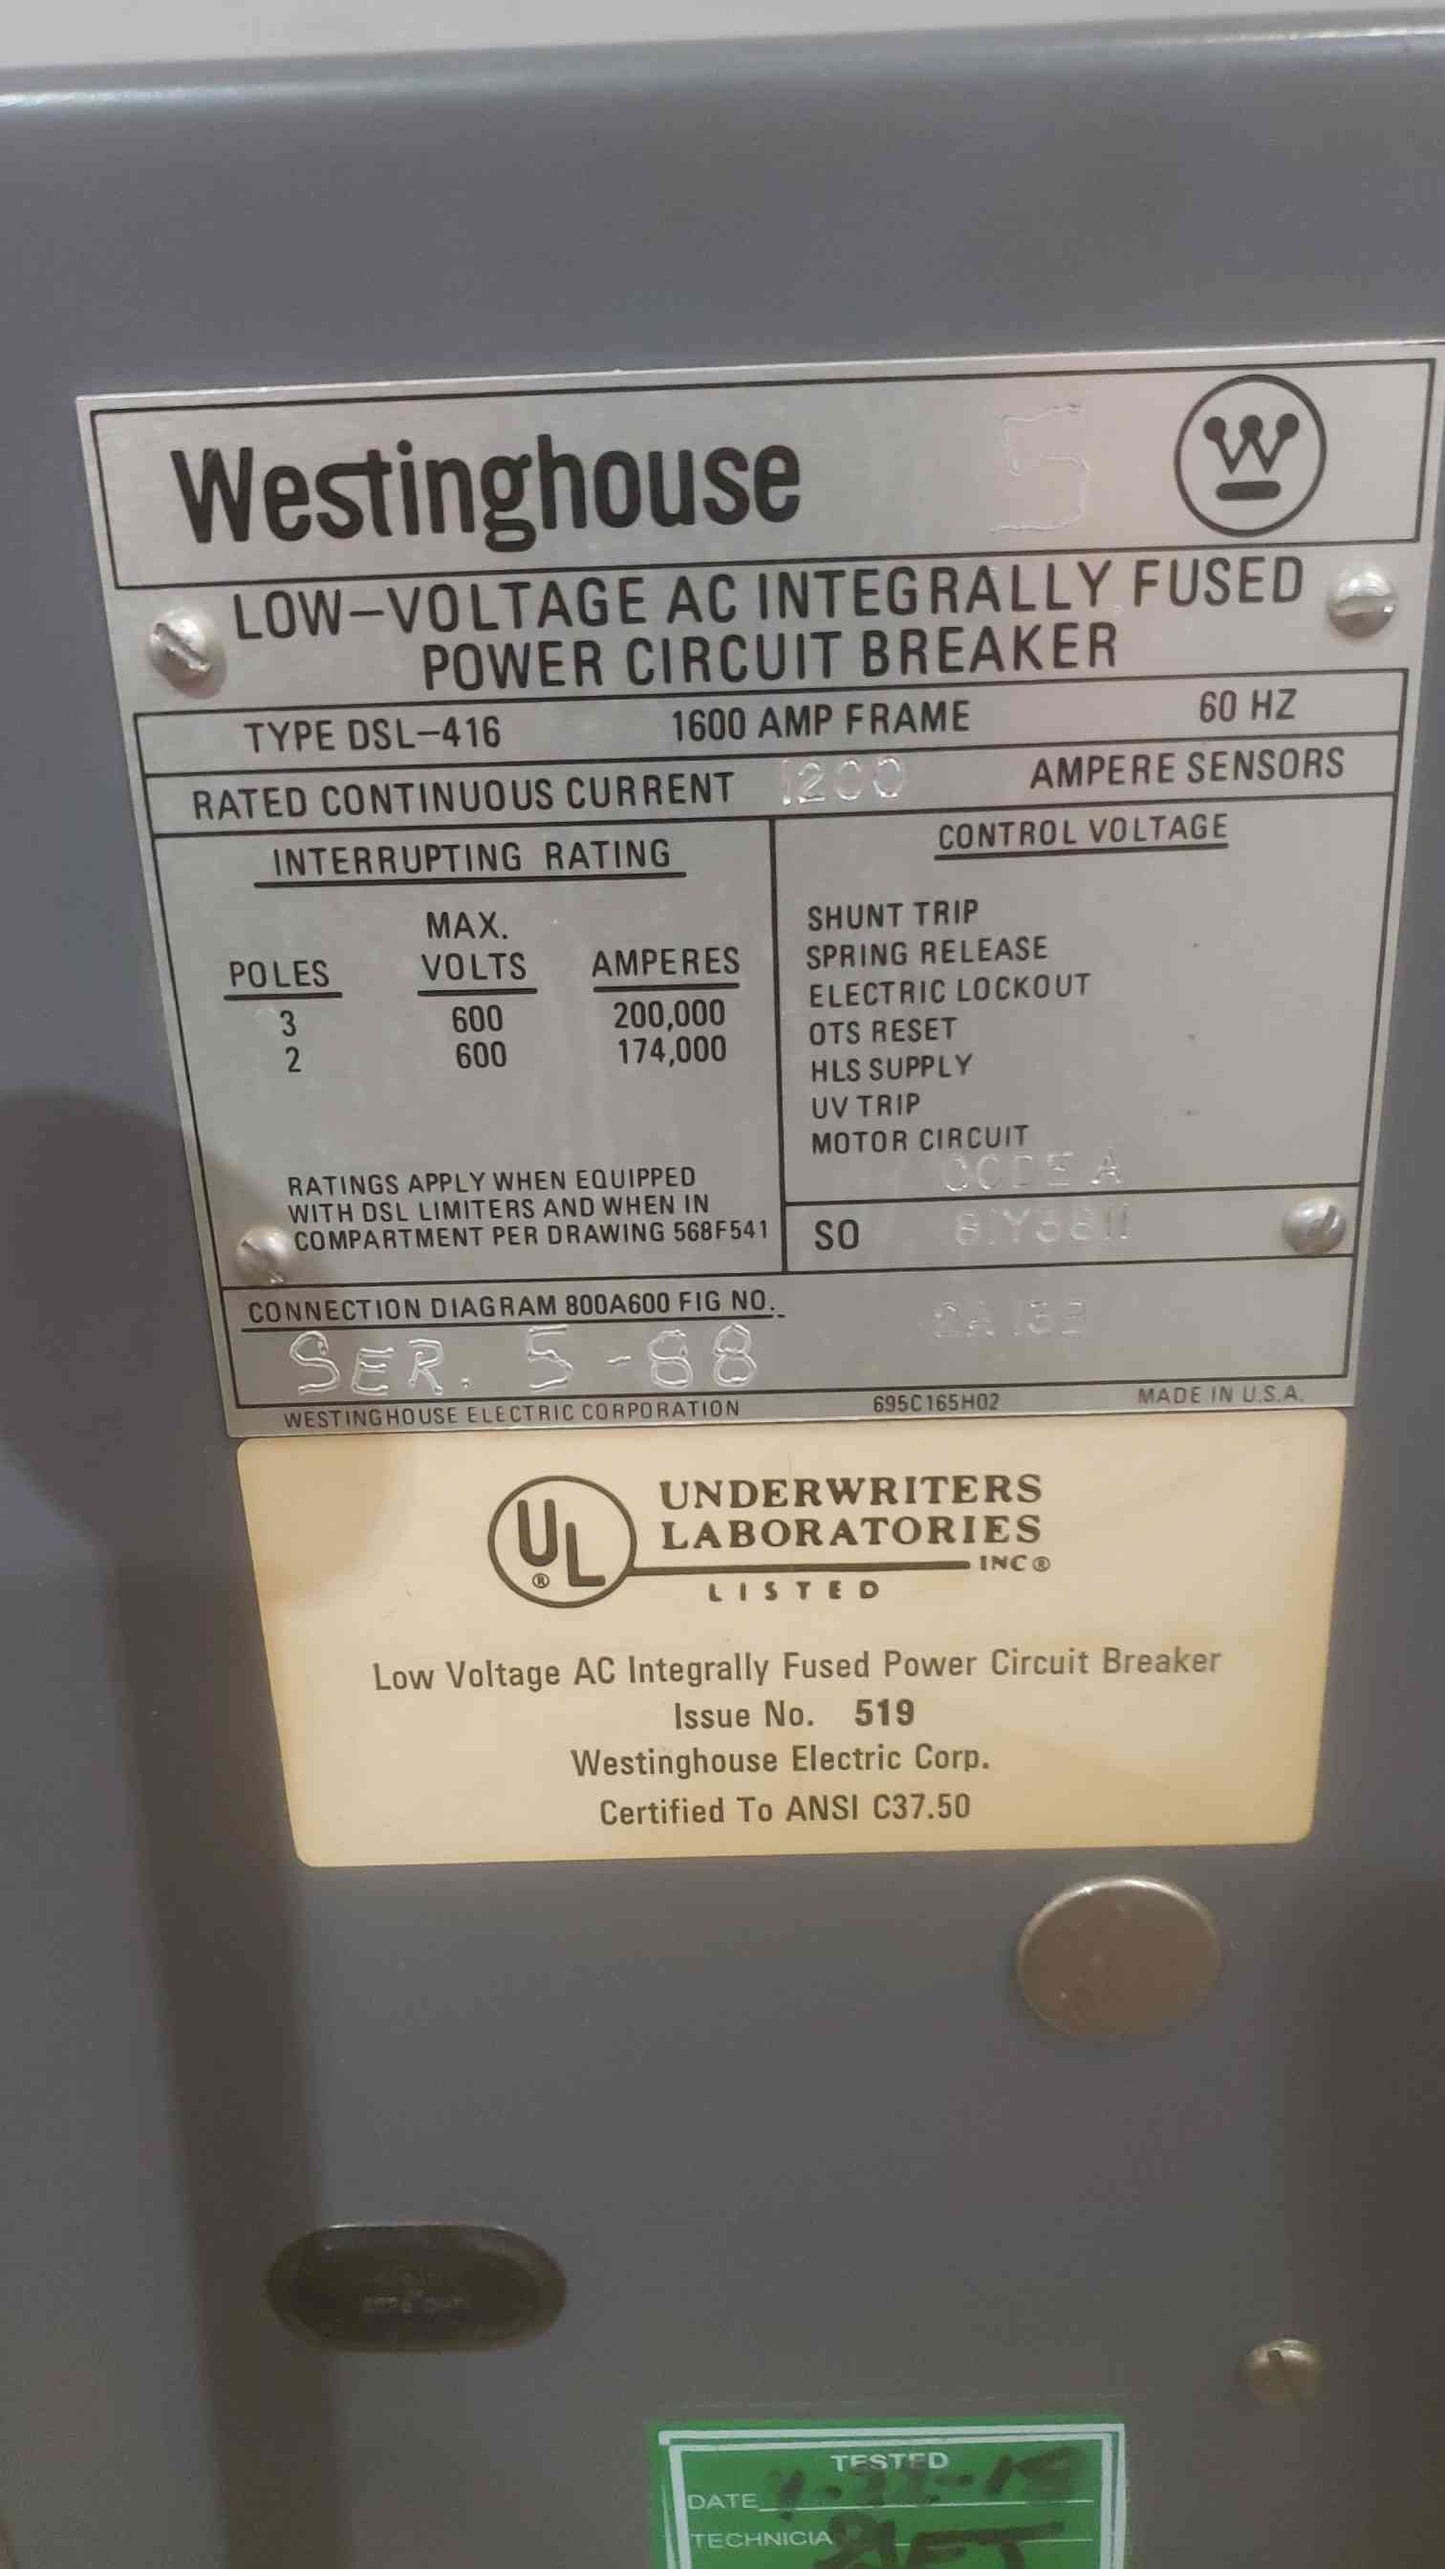 Westinghouse 5 W
LOW-VOLTAGE AC INTEGRALLY FUSED
POWER CIRCUIT BREAKER
TYPE DSL-416 1600 AMP FRAME 60 HZ
RATED CONTINUOUS CURRENT 1200 AMPERE SENSORS
INTERRUPTING RATING
MAX.
POLES VOLTS AMPERES
3 600 200,000
2 600 174,000
RATINGS APPLY WHEN EQUIPPED
WITH DSL LIMITERS AND WHEN IN
COMPARTMENT PER DRAWING 568F541
CONTROL VOLTAGE
SHUNT TRIP
SPRING RELEASE
ELECTRIC LOCKOUT
OTS RESET
HLS SUPPLY
UV TRIP
MOTOR CIRCUIT
CODE A
SO
CONNECTION DIAGRAM 800A600 FIG NO.
SER. 5-88
WESTINGHOUSE ELECTRIC CORPORATION 695C165H02 MADE IN U.S.A.
UL ®
UNDERWRITERS
LABORATORIES
INC®
LISTED
Low Voltage AC Integrally Fused Power Circuit Breaker
Issue No. 519
Westinghouse Electric Corp.
Certified To ANSI C37.50
TESTED
DATE
TECHNICIA